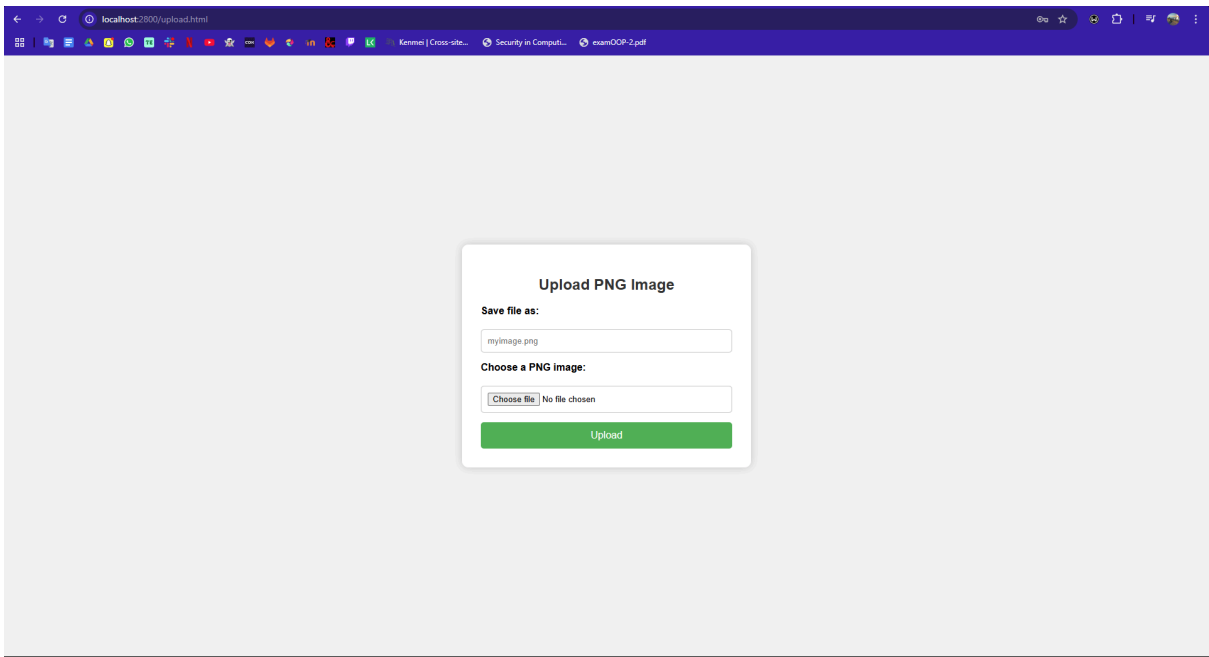 localhost:2800/upload.html
Kenmei | Cross-site... Security in Computi... examOOP-2.pdf
Upload PNG Image
Save file as:
myimage.png
Choose a PNG image:
Choose file No file chosen
Upload